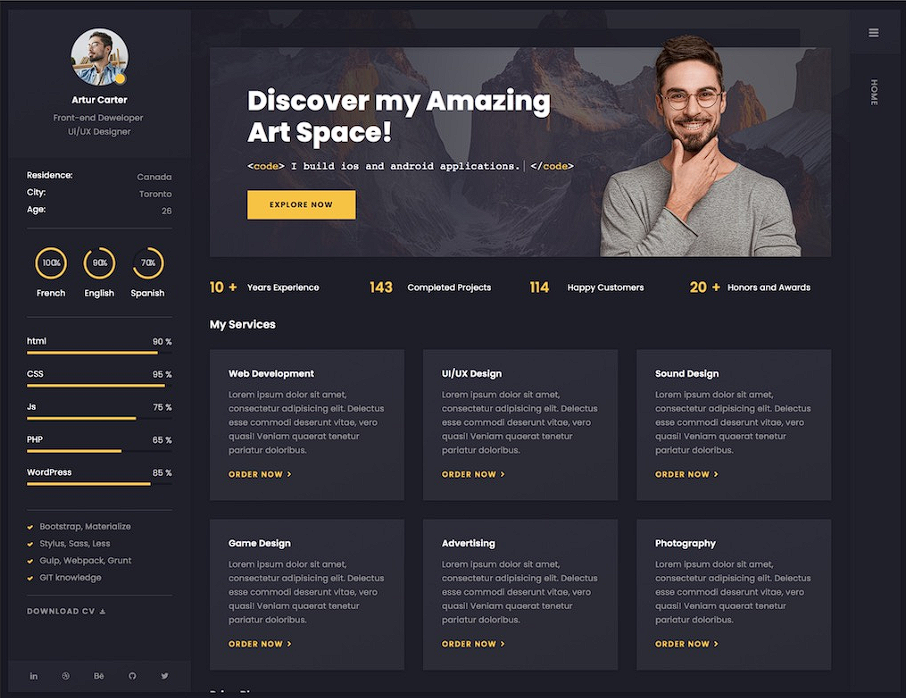 Artur Carter
Front-end Deweloper
UI/UX Designer
Residence: Canada
City: Toronto
Age: 26
100% 90% 70%
French English Spanish
html 90 %
CSS 95 %
Js 75 %
PHP 65 %
WordPress 85 %
Bootstrap, Materialize
Stylus, Sass, Less
Gulp, Webpack, Grunt
GIT knowledge
DOWNLOAD CV
in Bē
Discover my Amazing
Art Space!
<code> I build ios and android applications.| </code>
EXPLORE NOW
10 + Years Experience
143 Completed Projects
114 Happy Customers
20 + Honors and Awards
My Services
Web Development
Lorem ipsum dolor sit amet,
consectetur adipisicing elit. Delectus
esse commodi deserunt vitae, vero
quasi! Veniam quaerat tenetur
pariatur doloribus.
ORDER NOW >
UI/UX Design
Lorem ipsum dolor sit amet,
consectetur adipisicing elit. Delectus
esse commodi deserunt vitae, vero
quasi! Veniam quaerat tenetur
pariatur doloribus.
ORDER NOW >
Sound Design
Lorem ipsum dolor sit amet,
consectetur adipisicing elit. Delectus
esse commodi deserunt vitae, vero
quasi! Veniam quaerat tenetur
pariatur doloribus.
ORDER NOW >
Game Design
Lorem ipsum dolor sit amet,
consectetur adipisicing elit. Delectus
esse commodi deserunt vitae, vero
quasi! Veniam quaerat tenetur
pariatur doloribus.
ORDER NOW >
Advertising
Lorem ipsum dolor sit amet,
consectetur adipisicing elit. Delectus
esse commodi deserunt vitae, vero
quasi! Veniam quaerat tenetur
pariatur doloribus.
ORDER NOW >
Photography
Lorem ipsum dolor sit amet,
consectetur adipisicing elit. Delectus
esse commodi deserunt vitae, vero
quasi! Veniam quaerat tenetur
pariatur doloribus.
ORDER NOW >
HOME